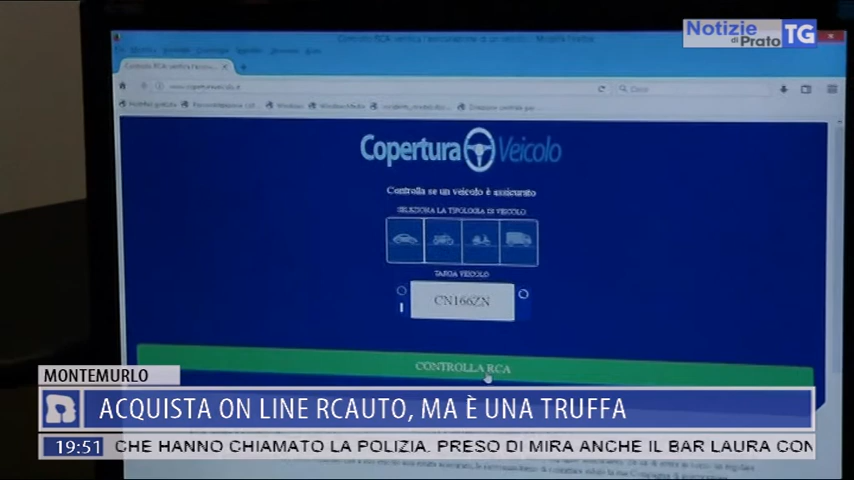 Notizie
di Prato TG
Copertura Veicolo
Controlla se un veicolo è assicurato
SELEZIONA LA TIPOLOGIA DI VEICOLO
TARGA VEICOLO
I
CN166ZN
CONTROLLA RCA
MONTEMURLO
ACQUISTA ON LINE RCAUTO, MA È UNA TRUFFA
19:51 CHE HANNO CHIAMATO LA POLIZIA. PRESO DI MIRA ANCHE IL BAR LAURA CON